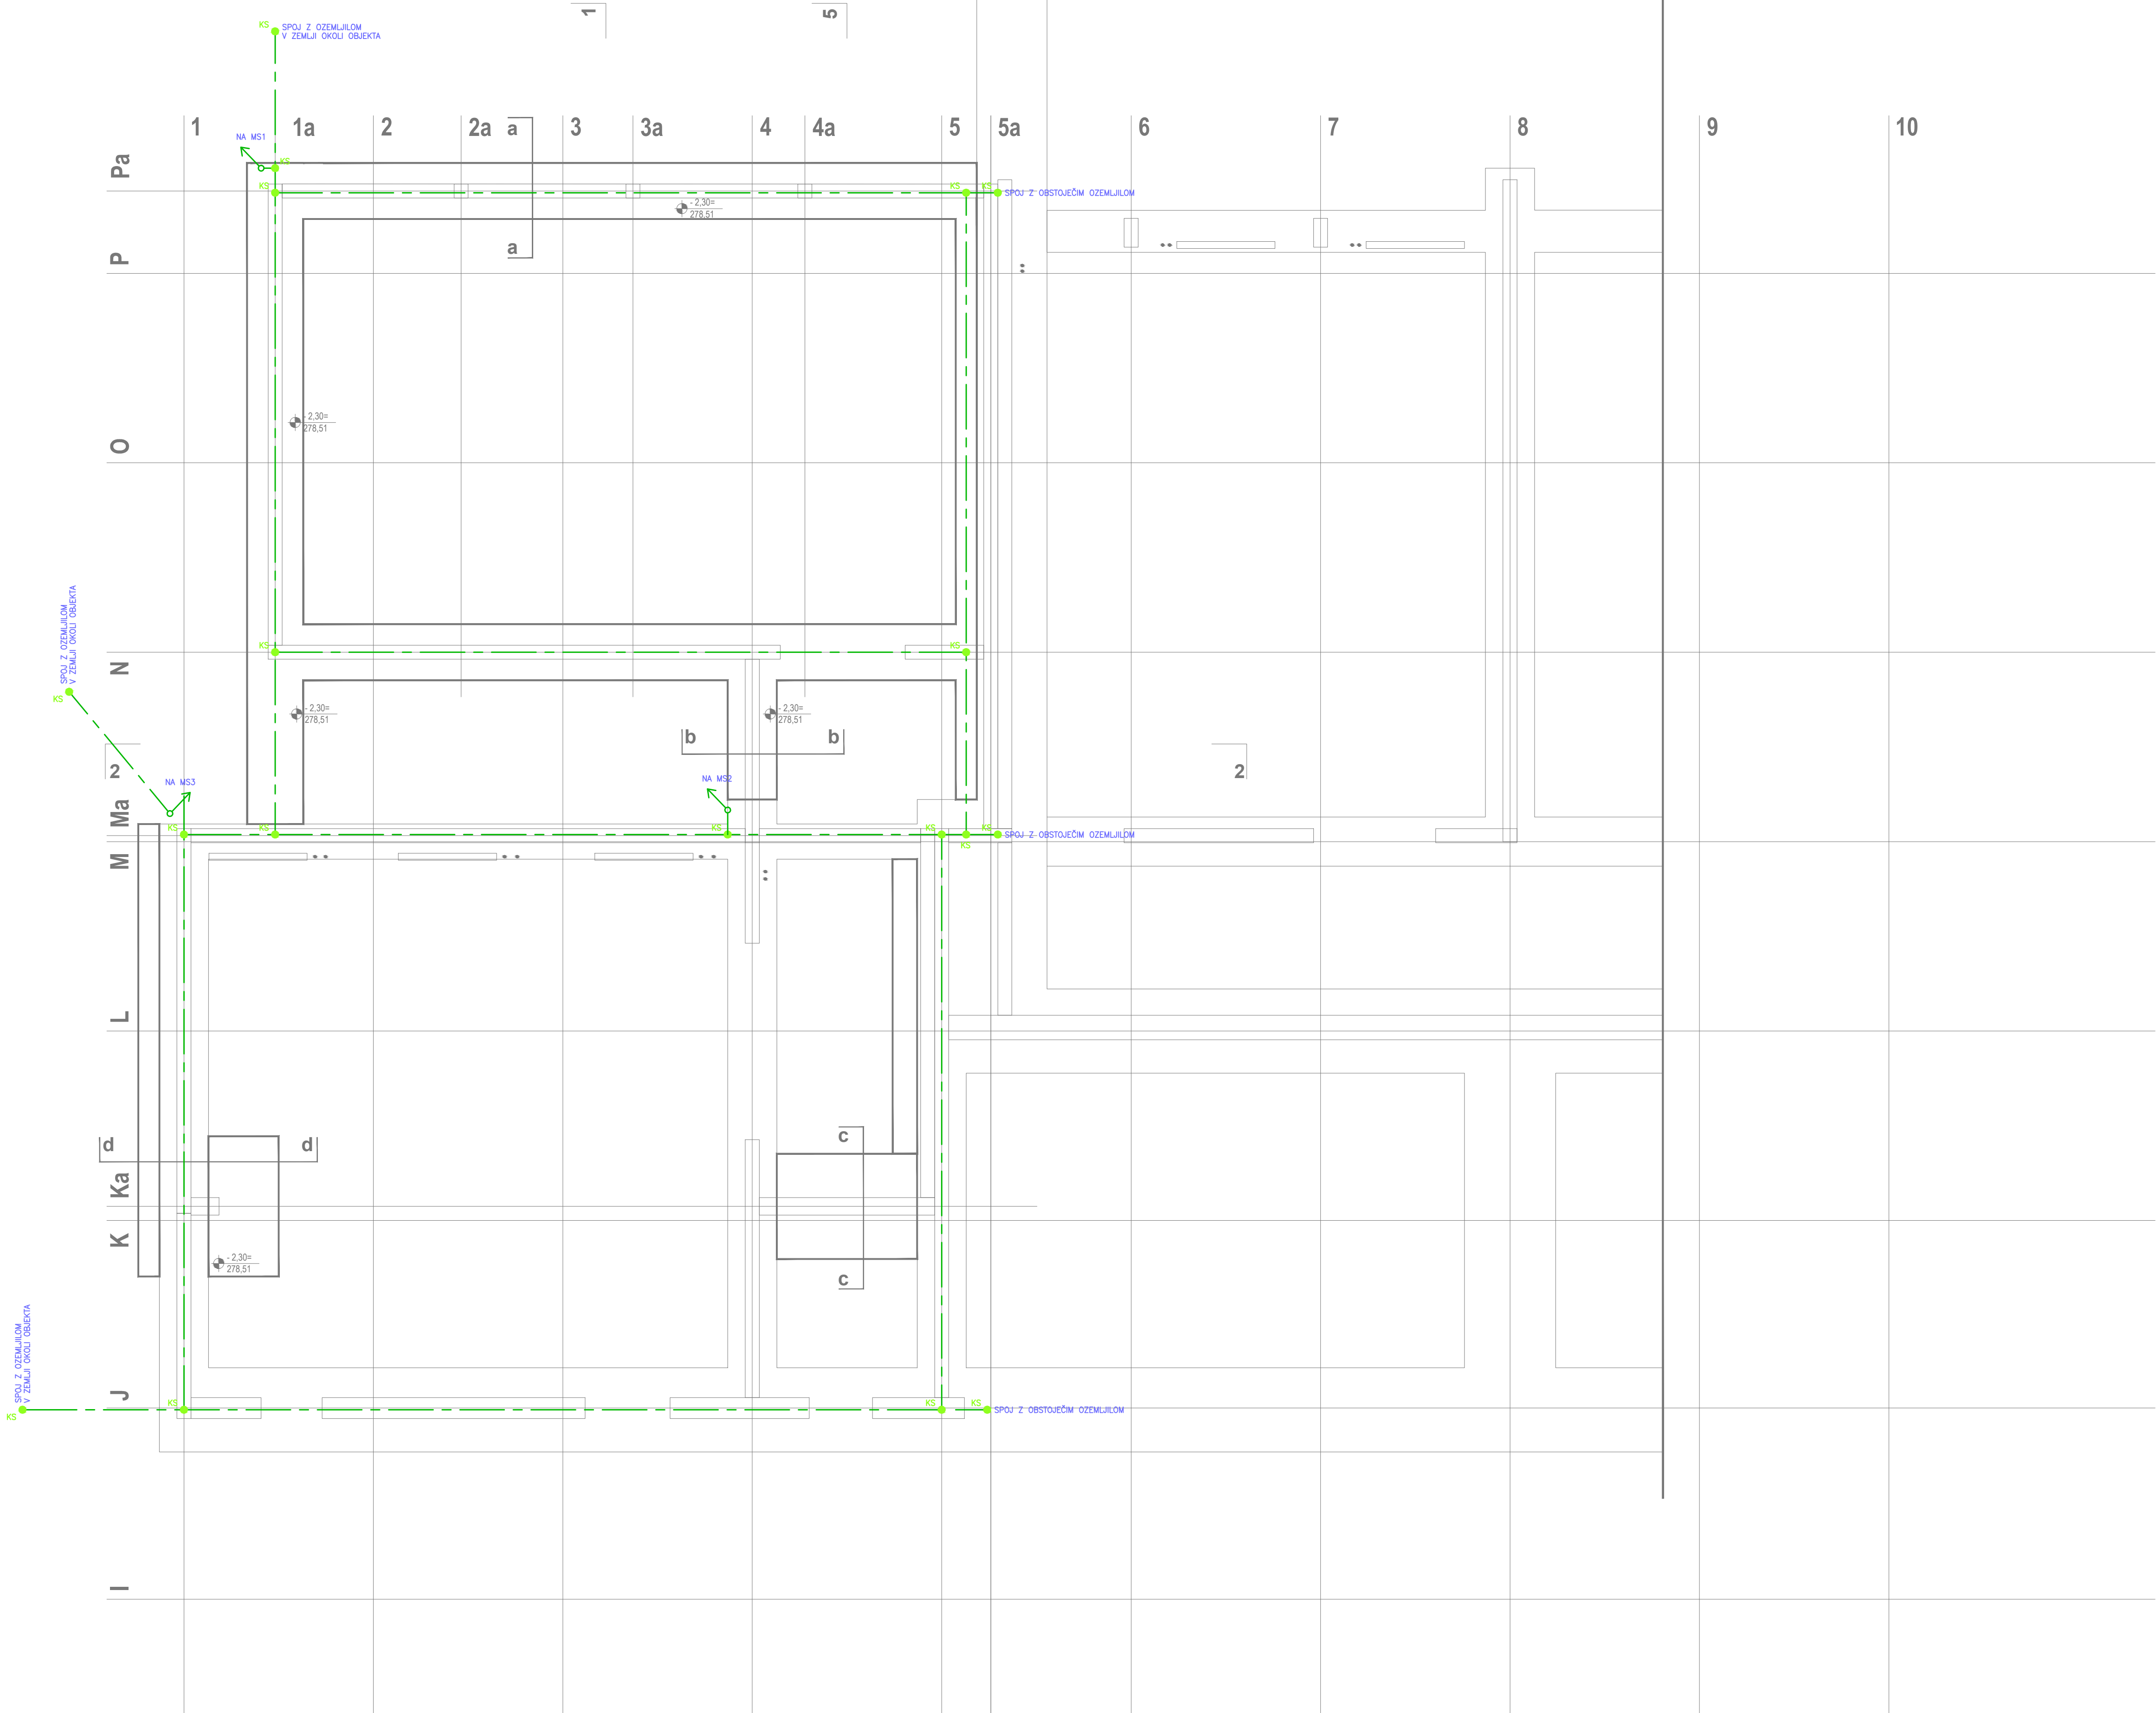 1
5
KS
SPOJ Z OZEMLJILOM
V ZEMLJI OKOLI OBJEKTA
1
1a
2
2a
3
3a
4
4a
5
5a
6
7
8
9
10
a
NA MS1
Pa
KS
KS
KS
KS
SPOJ Z OBSTOJEČIM OZEMLJILOM
- 2,30=
278,51
a
P
- 2,30=
278,51
O
SPOJ Z OZEMLJILOM
V ZEMLJI OKOLI OBJEKTA
KS
KS
KS
N
- 2,30=
278,51
- 2,30=
278,51
b
b
2
2
NA MS3
NA MS2
Ma
KS
KS
KS
KS
KS
SPOJ Z OBSTOJEČIM OZEMLJILOM
KS
M
L
d
d
c
Ka
K
- 2,30=
278,51
c
SPOJ Z OZEMLJILOM
V ZEMLJI OKOLI OBJEKTA
J
KS
KS
KS
KS
SPOJ Z OBSTOJEČIM OZEMLJILOM
I